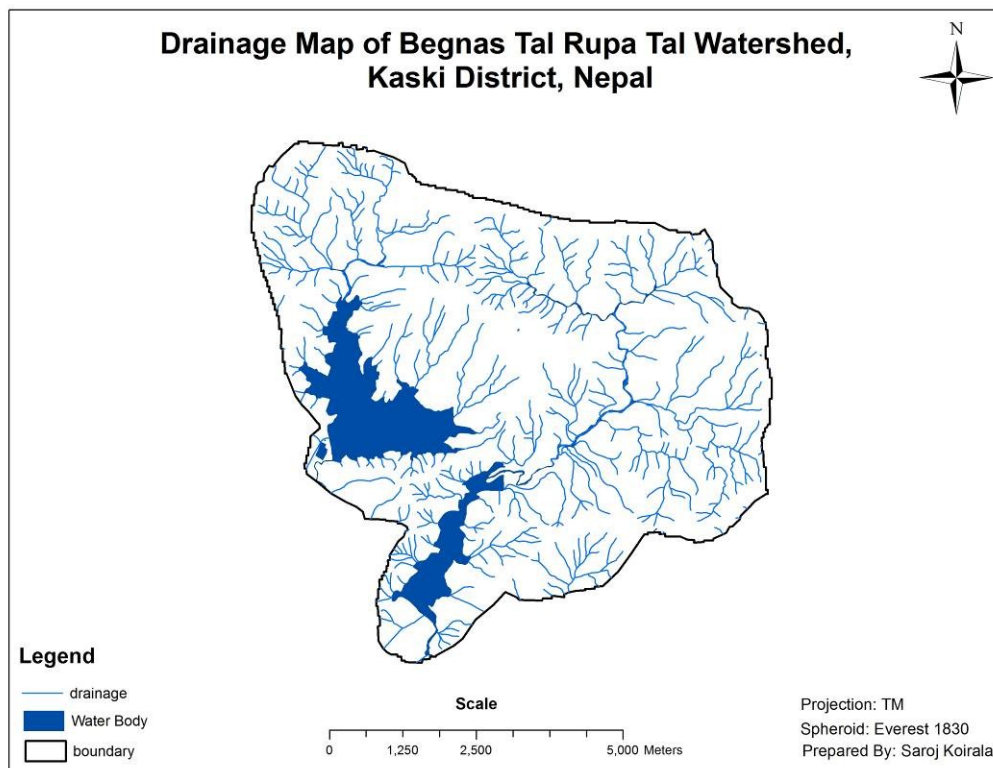 Drainage Map of Begnas Tal Rupa Tal Watershed,
Kaski District, Nepal
N
Legend
drainage
Water Body
boundary
Scale
0 1,250 2,500 5,000 Meters
Projection: TM
Spheroid: Everest 1830
Prepared By: Saroj Koirala